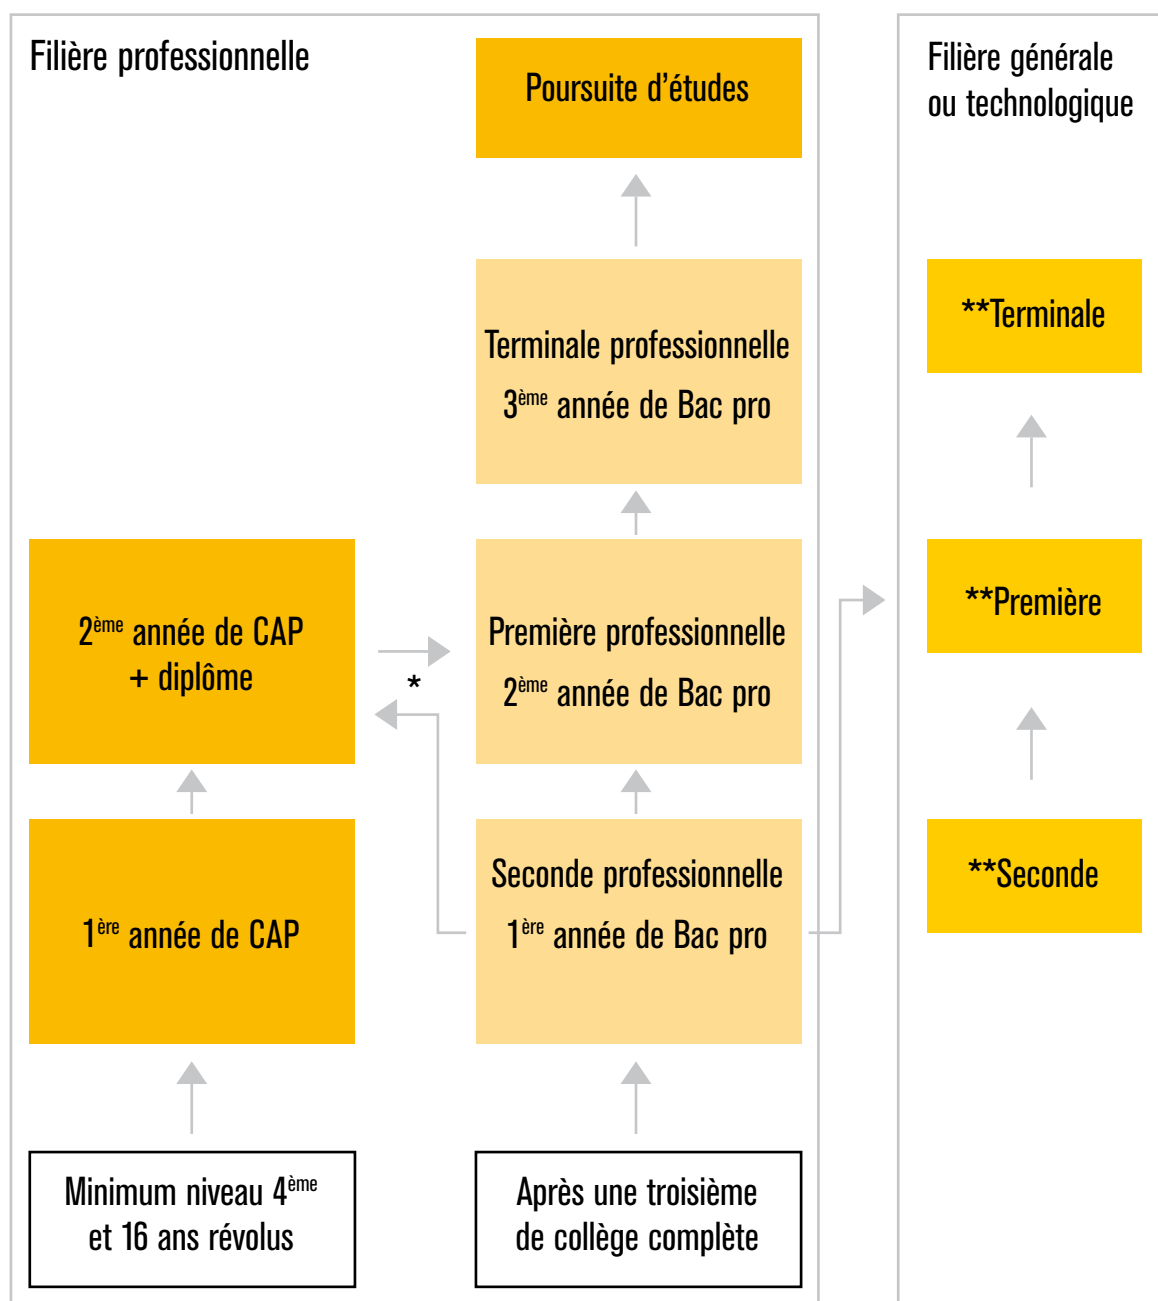 Filière professionnelle
Poursuite d’études
Terminale professionnelle
3ème année de Bac pro
2ème année de CAP
+ diplôme
*
Première professionnelle
2ème année de Bac pro
1ère année de CAP
Seconde professionnelle
1ère année de Bac pro
Minimum niveau 4ème
et 16 ans révolus
Après une troisième
de collège complète
Filière générale
ou technologique
**Terminale
**Première
**Seconde